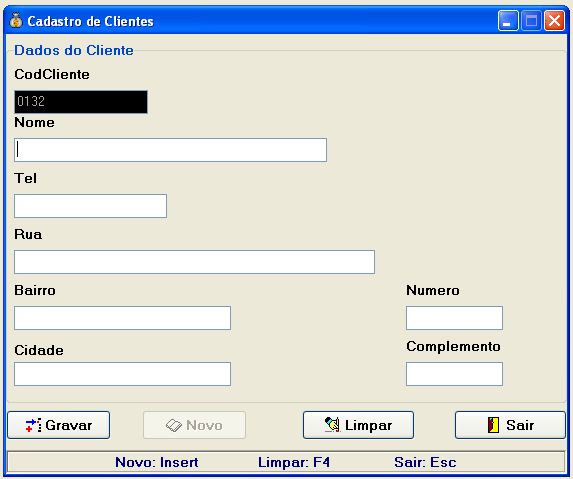 Cadastro de Clientes
Dados do Cliente
CodCliente
0132
Nome
Tel
Rua
Bairro Numero
Cidade Complemento
Gravar Novo Limpar Sair
Novo: Insert Limpar: F4 Sair: Esc